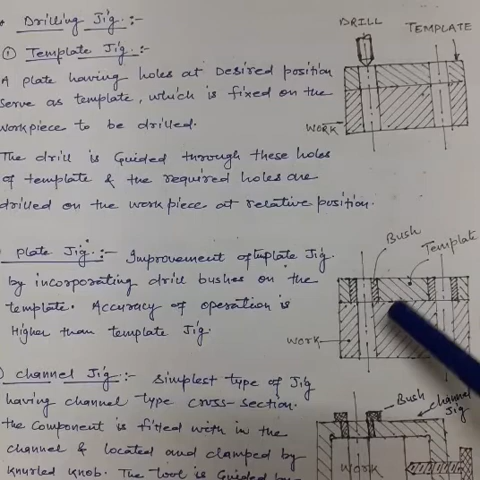 * Drilling Jig :-
① Template Jig :-
A plate having holes at Desired position
serve as template, which is fixed on the
workpiece to be drilled.
The drill is Guided through these holes
of template & the required holes are
drilled on the workpiece at relative position.
DRILL
TEMPLATE
WORK
) plate Jig :- Improvement of template Jig.
by incorporating drill bushes on the
template. Accuracy of operation is
Higher than template Jig.
Bush
Template
WORK
) channel Jig :- simplest type of Jig
having channel type cross-section.
the component is fitted with in the
channel & located and clamped by
knurled knob. The tool is Guided by
Bush
channel
Jig
WORK